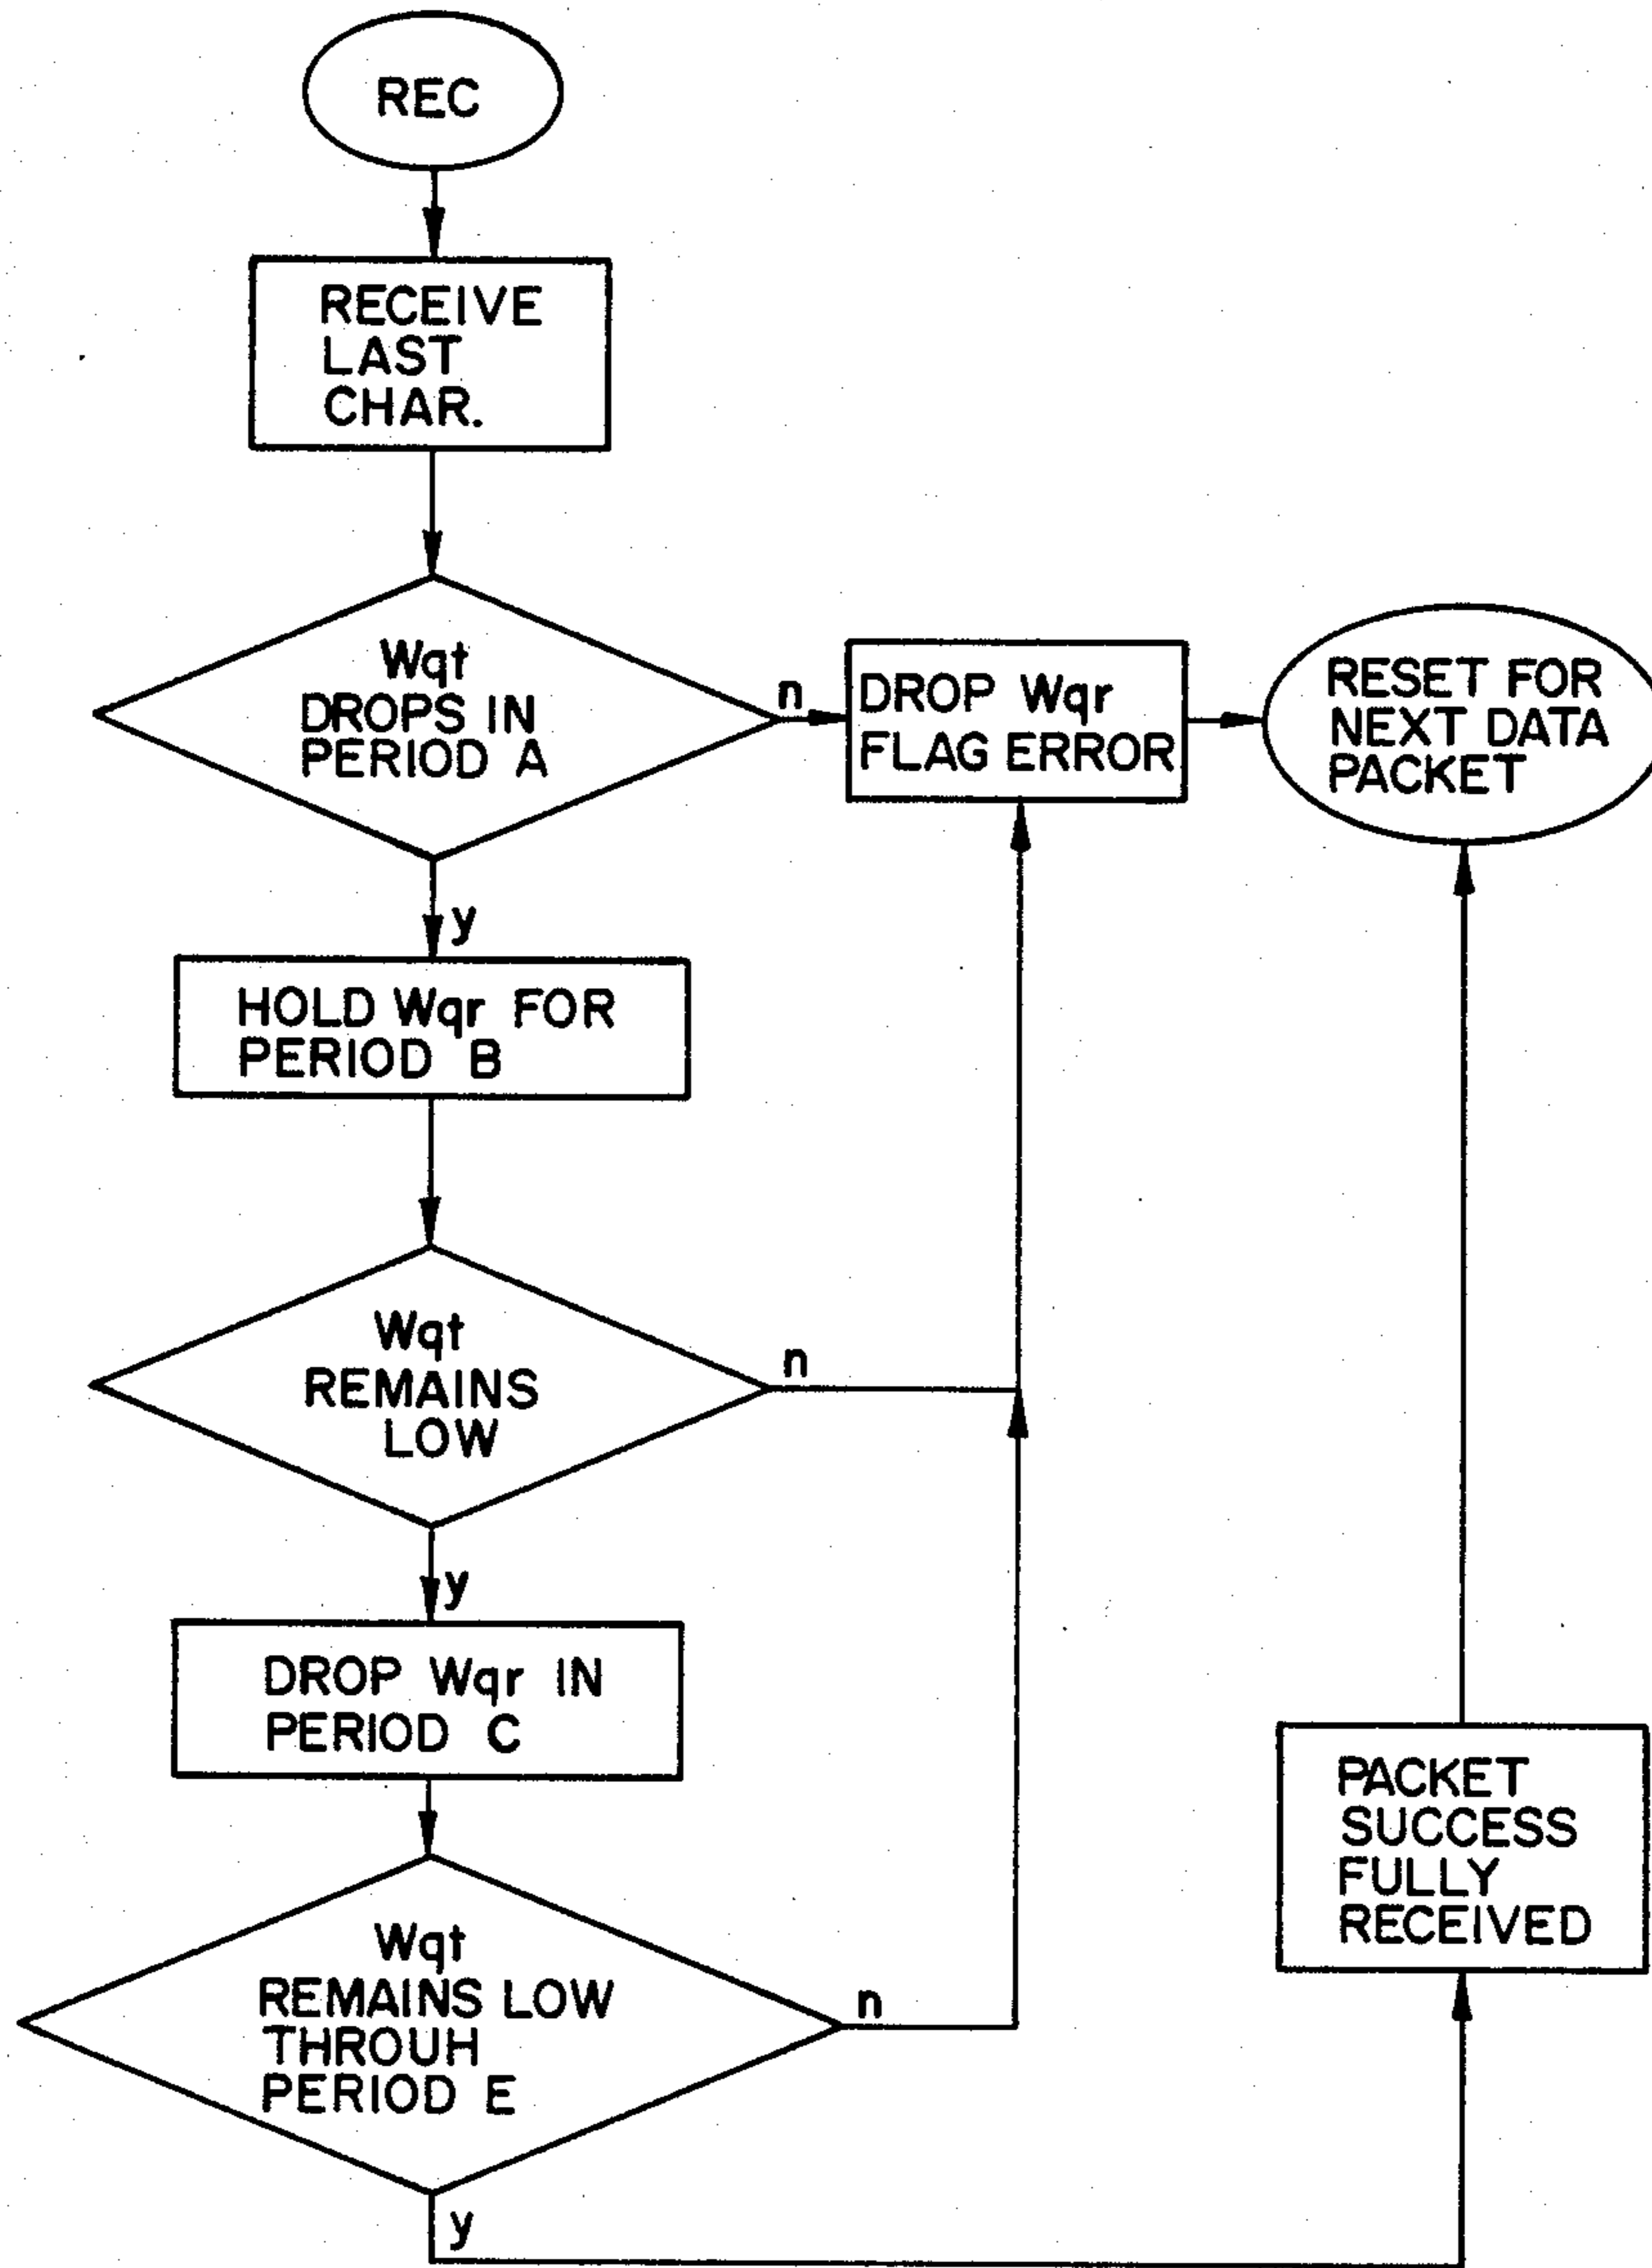 REC
RECEIVE
LAST
CHAR.
Wqt
DROPS IN
PERIOD A
n
DROP Wqr
FLAG ERROR
RESET FOR
NEXT DATA
PACKET
y
HOLD Wqr FOR
PERIOD B
Wqt
REMAINS
LOW
n
y
DROP Wqr IN
PERIOD C
Wqt
REMAINS LOW
THROUH
PERIOD E
n
y
PACKET
SUCCESS
FULLY
RECEIVED